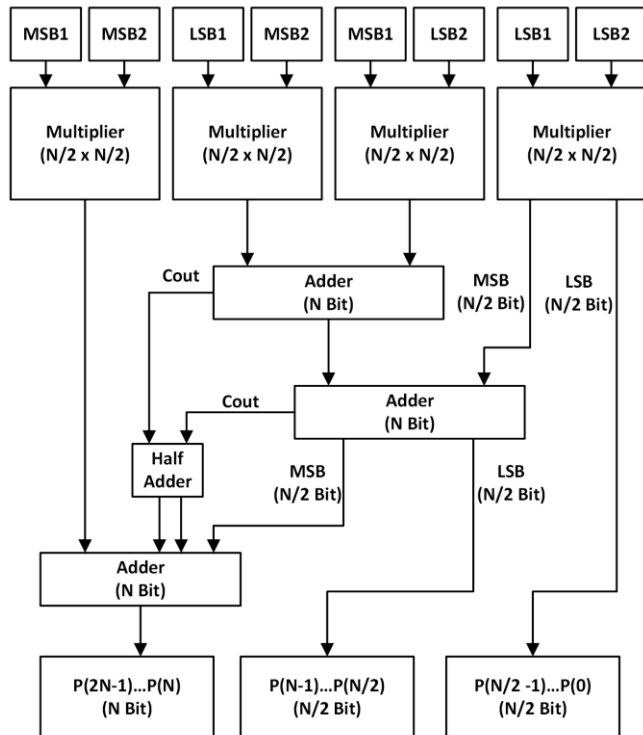 MSB1 MSB2 LSB1 MSB2 MSB1 LSB2 LSB1 LSB2
Multiplier Multiplier Multiplier Multiplier
(N/2 x N/2) (N/2 x N/2) (N/2 x N/2) (N/2 x N/2)
Cout Adder MSB LSB
(N Bit) (N/2 Bit) (N/2 Bit)
Cout Adder
(N Bit)
Half MSB LSB
Adder (N/2 Bit) (N/2 Bit)
Adder
(N Bit)
P(2N-1)...P(N) P(N-1)...P(N/2) P(N/2 -1)...P(0)
(N Bit) (N/2 Bit) (N/2 Bit)